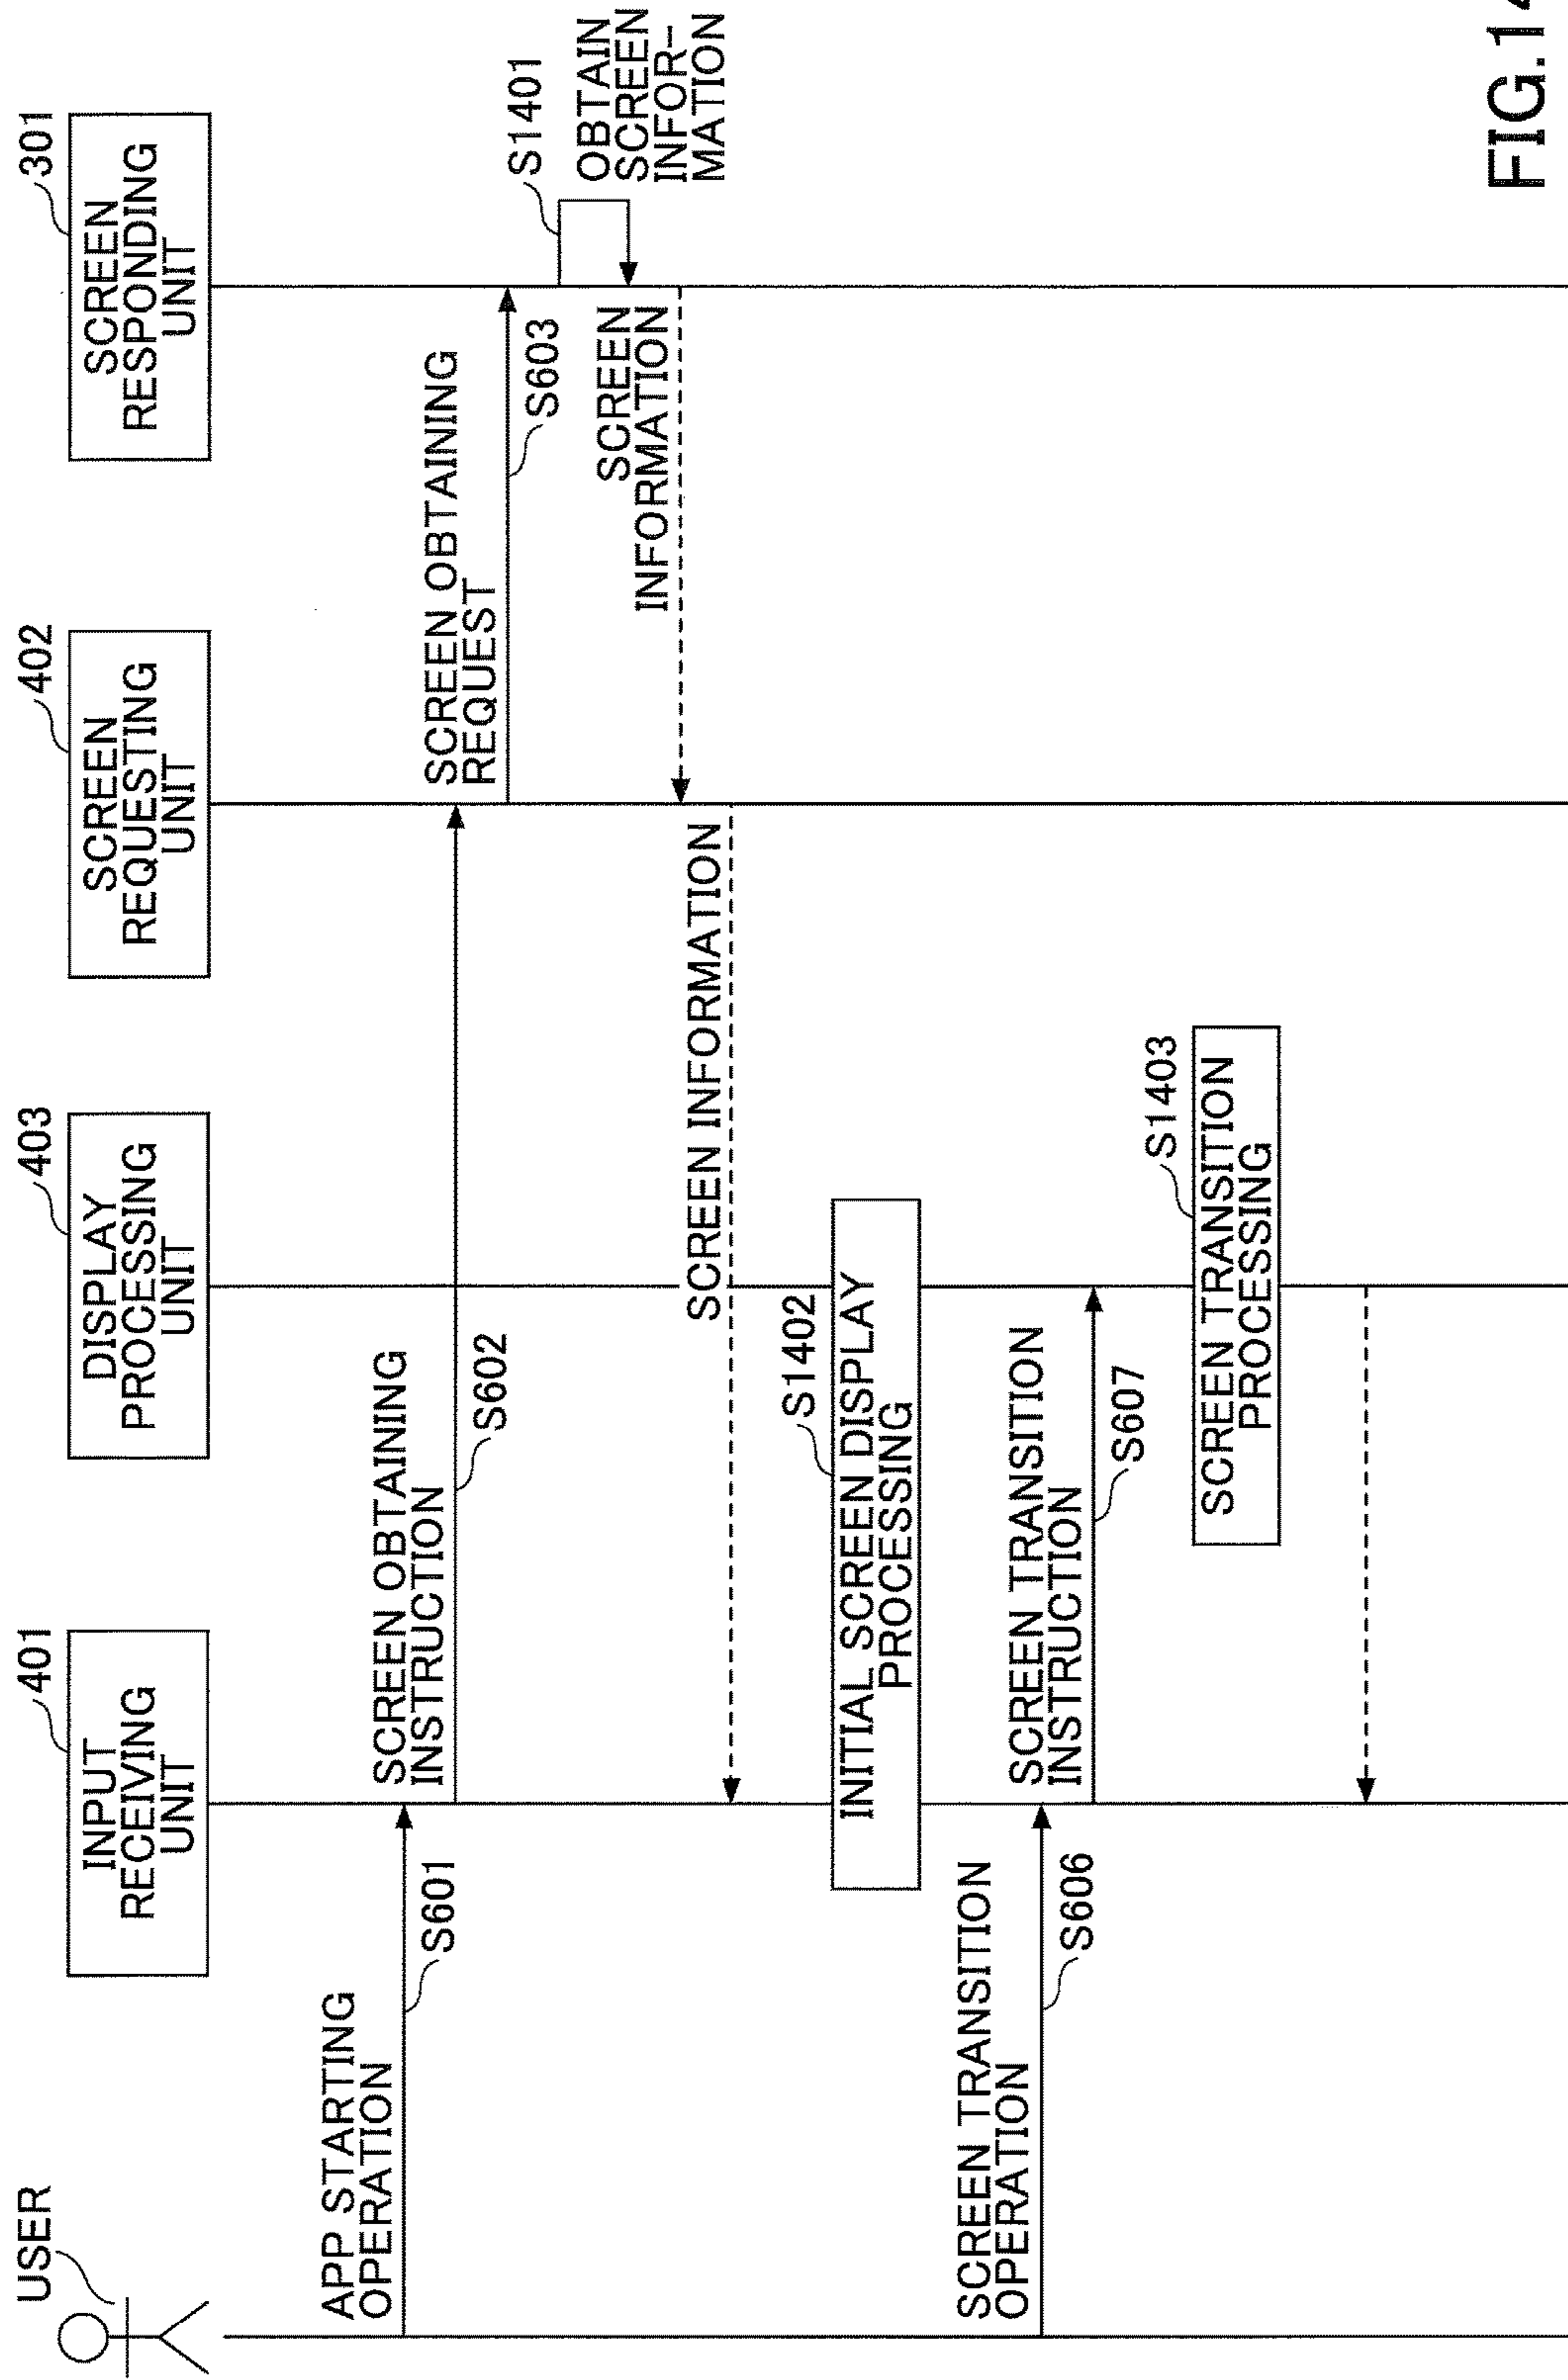 USER
401
INPUT
RECEIVING
UNIT
403
DISPLAY
PROCESSING
UNIT
402
SCREEN
REQUESTING
UNIT
301
SCREEN
RESPONDING
UNIT
APP STARTING
OPERATION
S601
SCREEN OBTAINING
INSTRUCTION
S602
SCREEN OBTAINING
REQUEST
S603
S1401
OBTAIN
SCREEN
INFOR-
MATION
SCREEN
INFORMATION
SCREEN INFORMATION
S1402
INITIAL SCREEN DISPLAY
PROCESSING
SCREEN TRANSITION
OPERATION
S606
SCREEN TRANSITION
INSTRUCTION
S607
S1403
SCREEN TRANSITION
PROCESSING
FIG.14